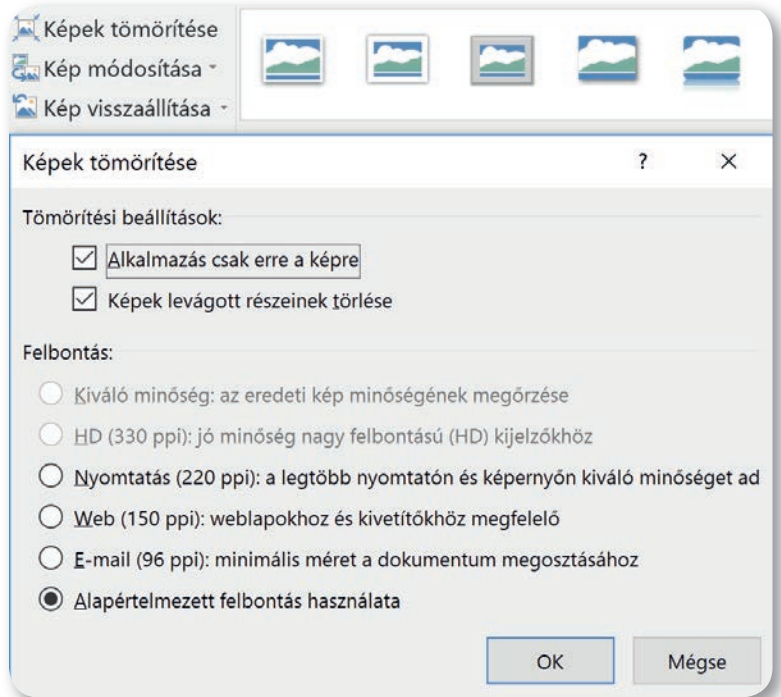 Képek tömörítése
Kép módosítása
Kép visszaállítása
Képek tömörítése ? ×
Tömörítési beállítások:
Alkalmazás csak erre a képre
Képek levágott részeinek törlése
Felbontás:
Kiváló minőség: az eredeti kép minőségének megőrzése
HD (330 ppi): jó minőség nagy felbontású (HD) kijelzőkhöz
Nyomtatás (220 ppi): a legtöbb nyomtatón és képernyőn kiváló minőséget ad
Web (150 ppi): weblapokhoz és kivetítőkhöz megfelelő
E-mail (96 ppi): minimális méret a dokumentum megosztásához
Alapértelmezett felbontás használata
OK Mégse